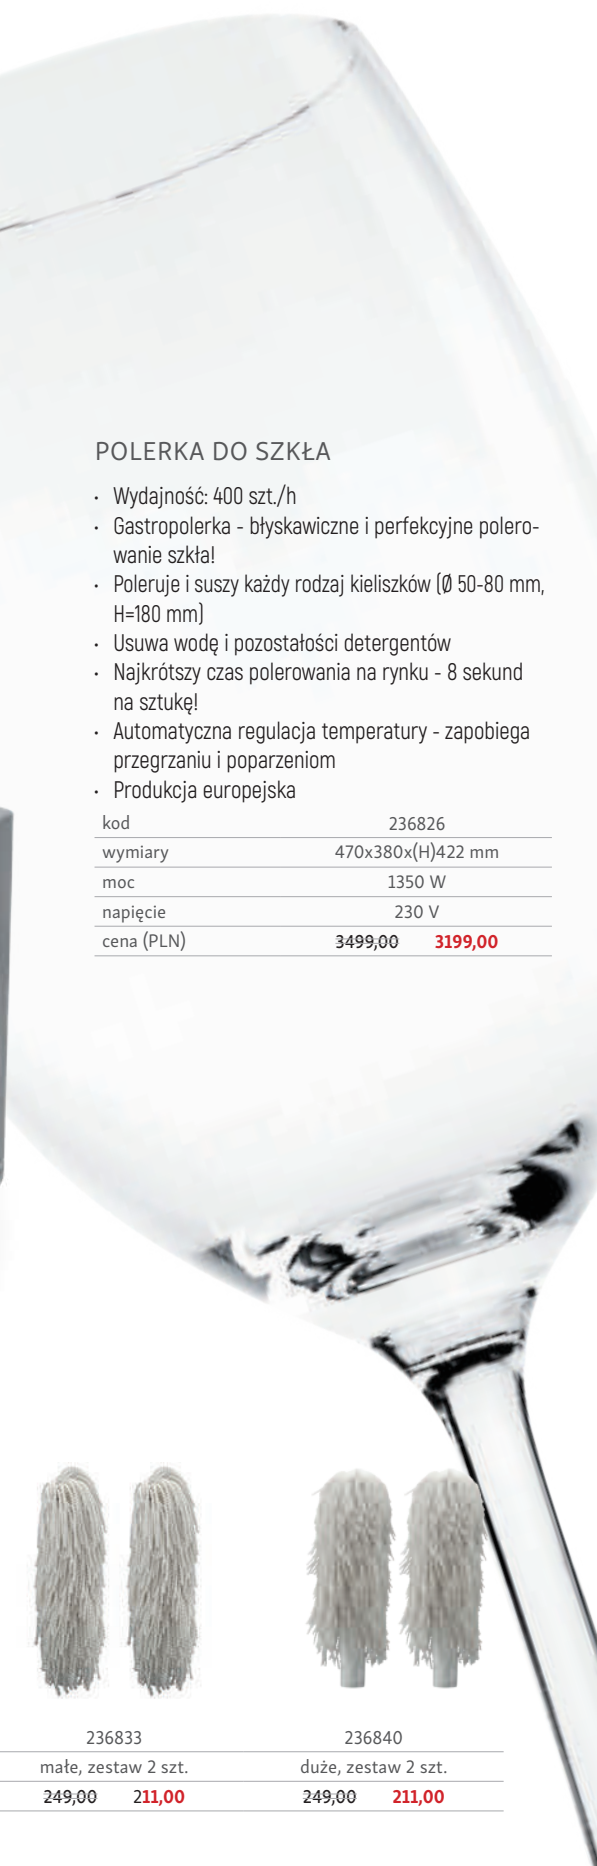 POLERKA DO SZKŁA
· Wydajność: 400 szt./h
· Gastropolerka - błyskawiczne i perfekcyjne polero-
wanie szkła!
· Poleruje i suszy każdy rodzaj kieliszków (Ø 50-80 mm,
H=180 mm)
· Usuwa wodę i pozostałości detergentów
· Najkrótszy czas polerowania na rynku - 8 sekund
na sztukę!
· Automatyczna regulacja temperatury - zapobiega
przegrzaniu i poparzeniom
· Produkcja europejska
kod 236826
wymiary 470x380x(H)422 mm
moc 1350 W
napięcie 230 V
cena (PLN) 3499,00 3199,00
236833 236840
małe, zestaw 2 szt. duże, zestaw 2 szt.
249,00 211,00 249,00 211,00